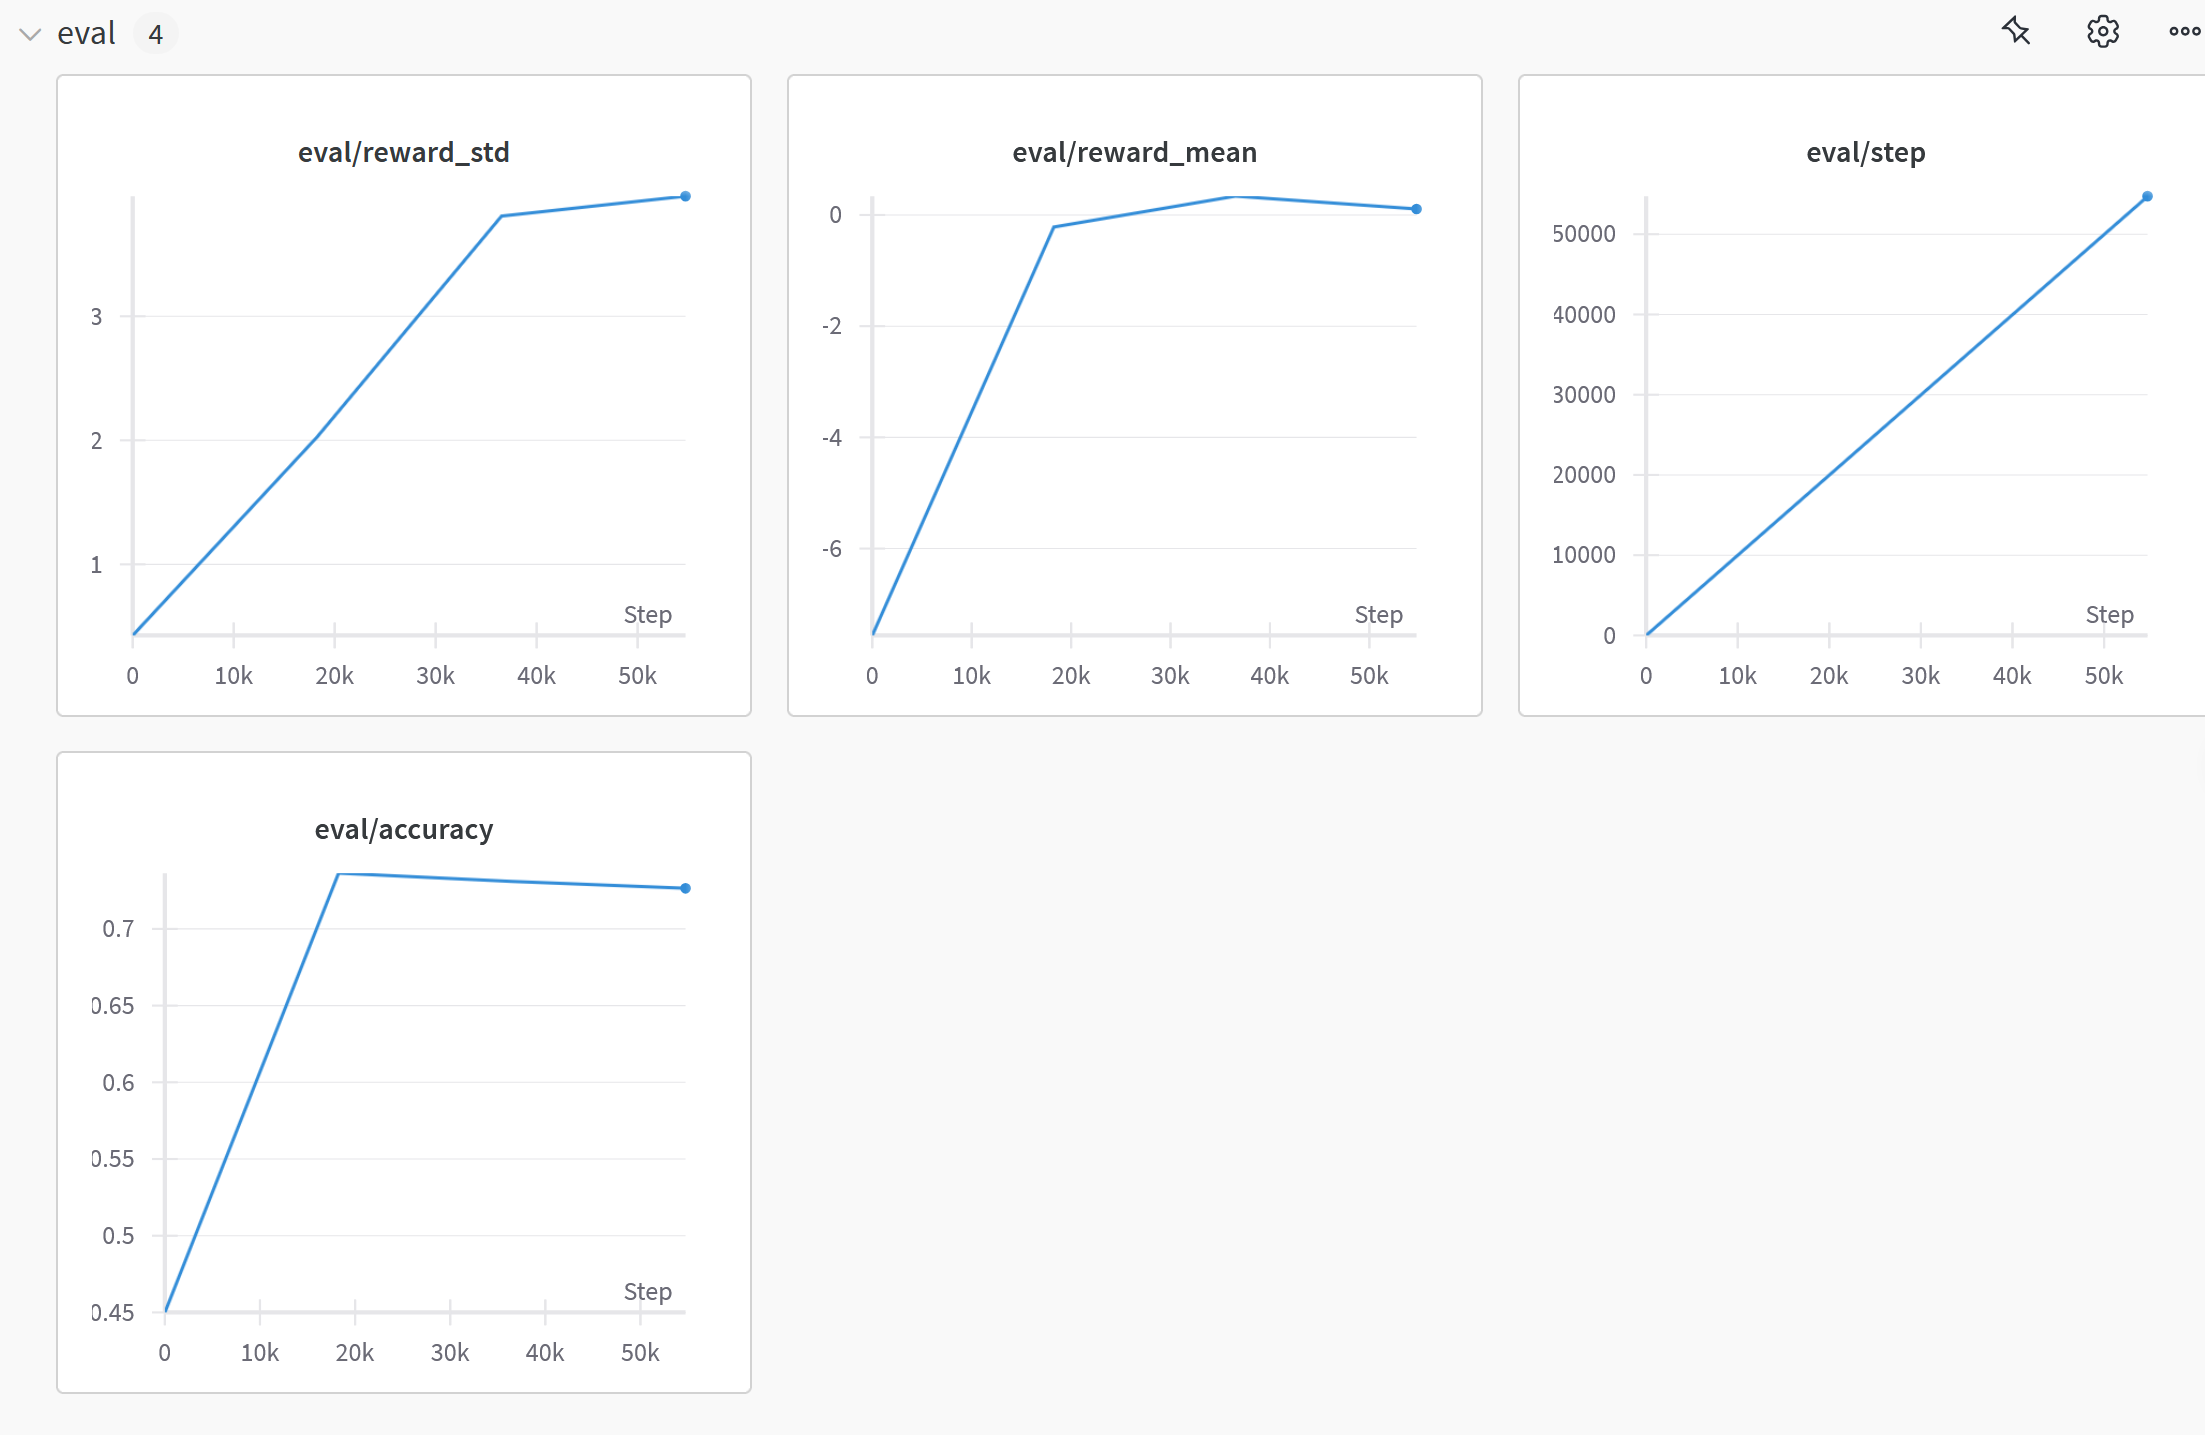 eval 4
eval/reward_std
3
2
1
Step
0 10k 20k 30k 40k 50k
eval/reward_mean
0
-2
-4
-6
Step
0 10k 20k 30k 40k 50k
eval/step
50000
40000
30000
20000
10000
0
Step
0 10k 20k 30k 40k 50k
eval/accuracy
0.7
0.65
0.6
0.55
0.5
0.45
Step
0 10k 20k 30k 40k 50k